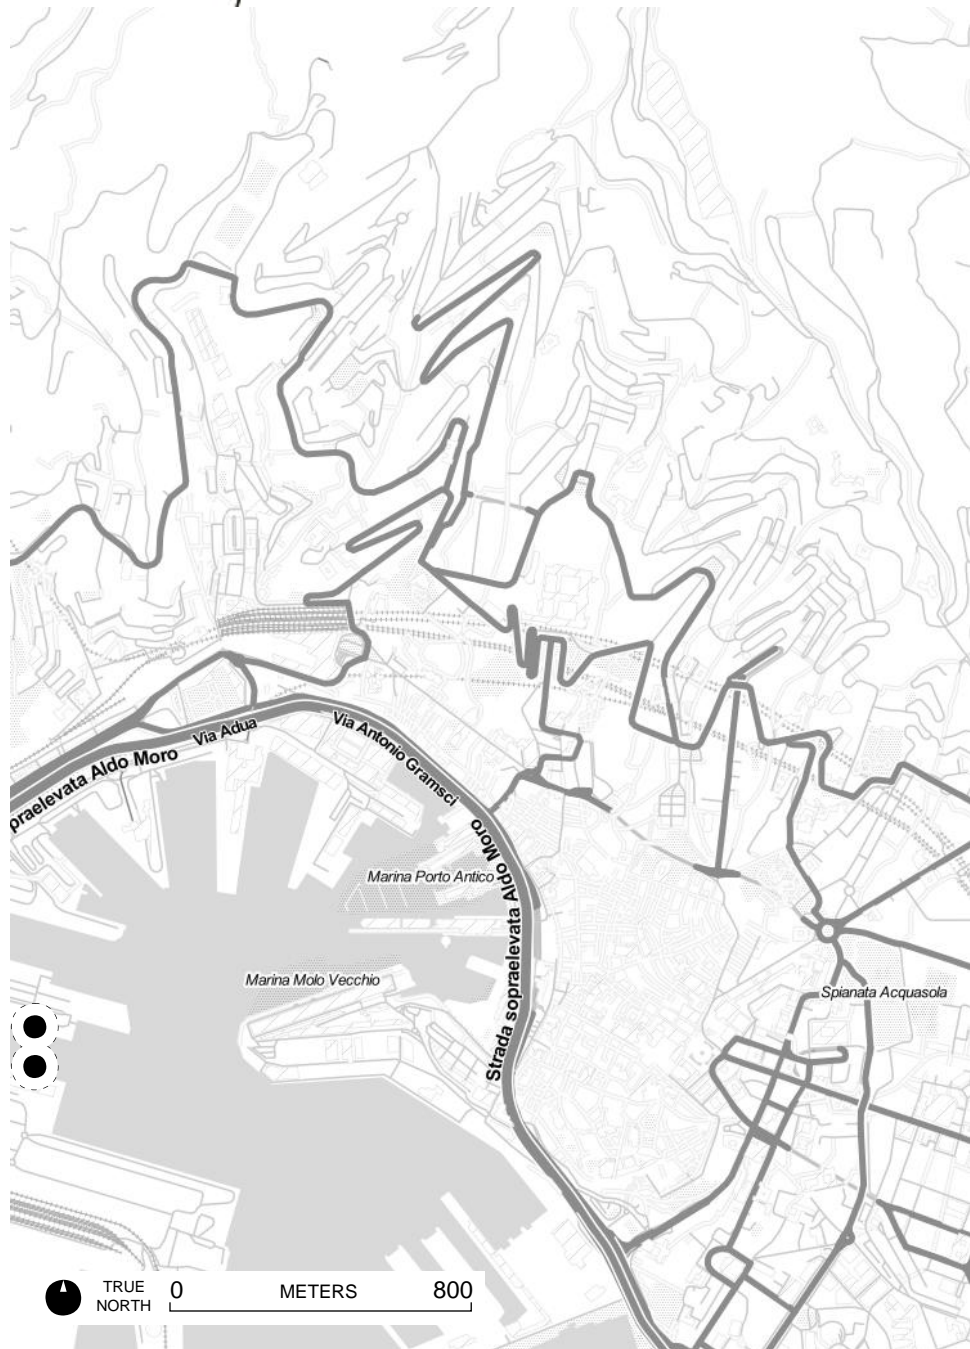 Via Adua
Via Antonio Gramsci
praelevata Aldo Moro
Marina Porto Antico
Strada sopraelevata Aldo Moro
Marina Molo Vecchio
Spianata Acquasola
TRUE
NORTH
0 METERS 800